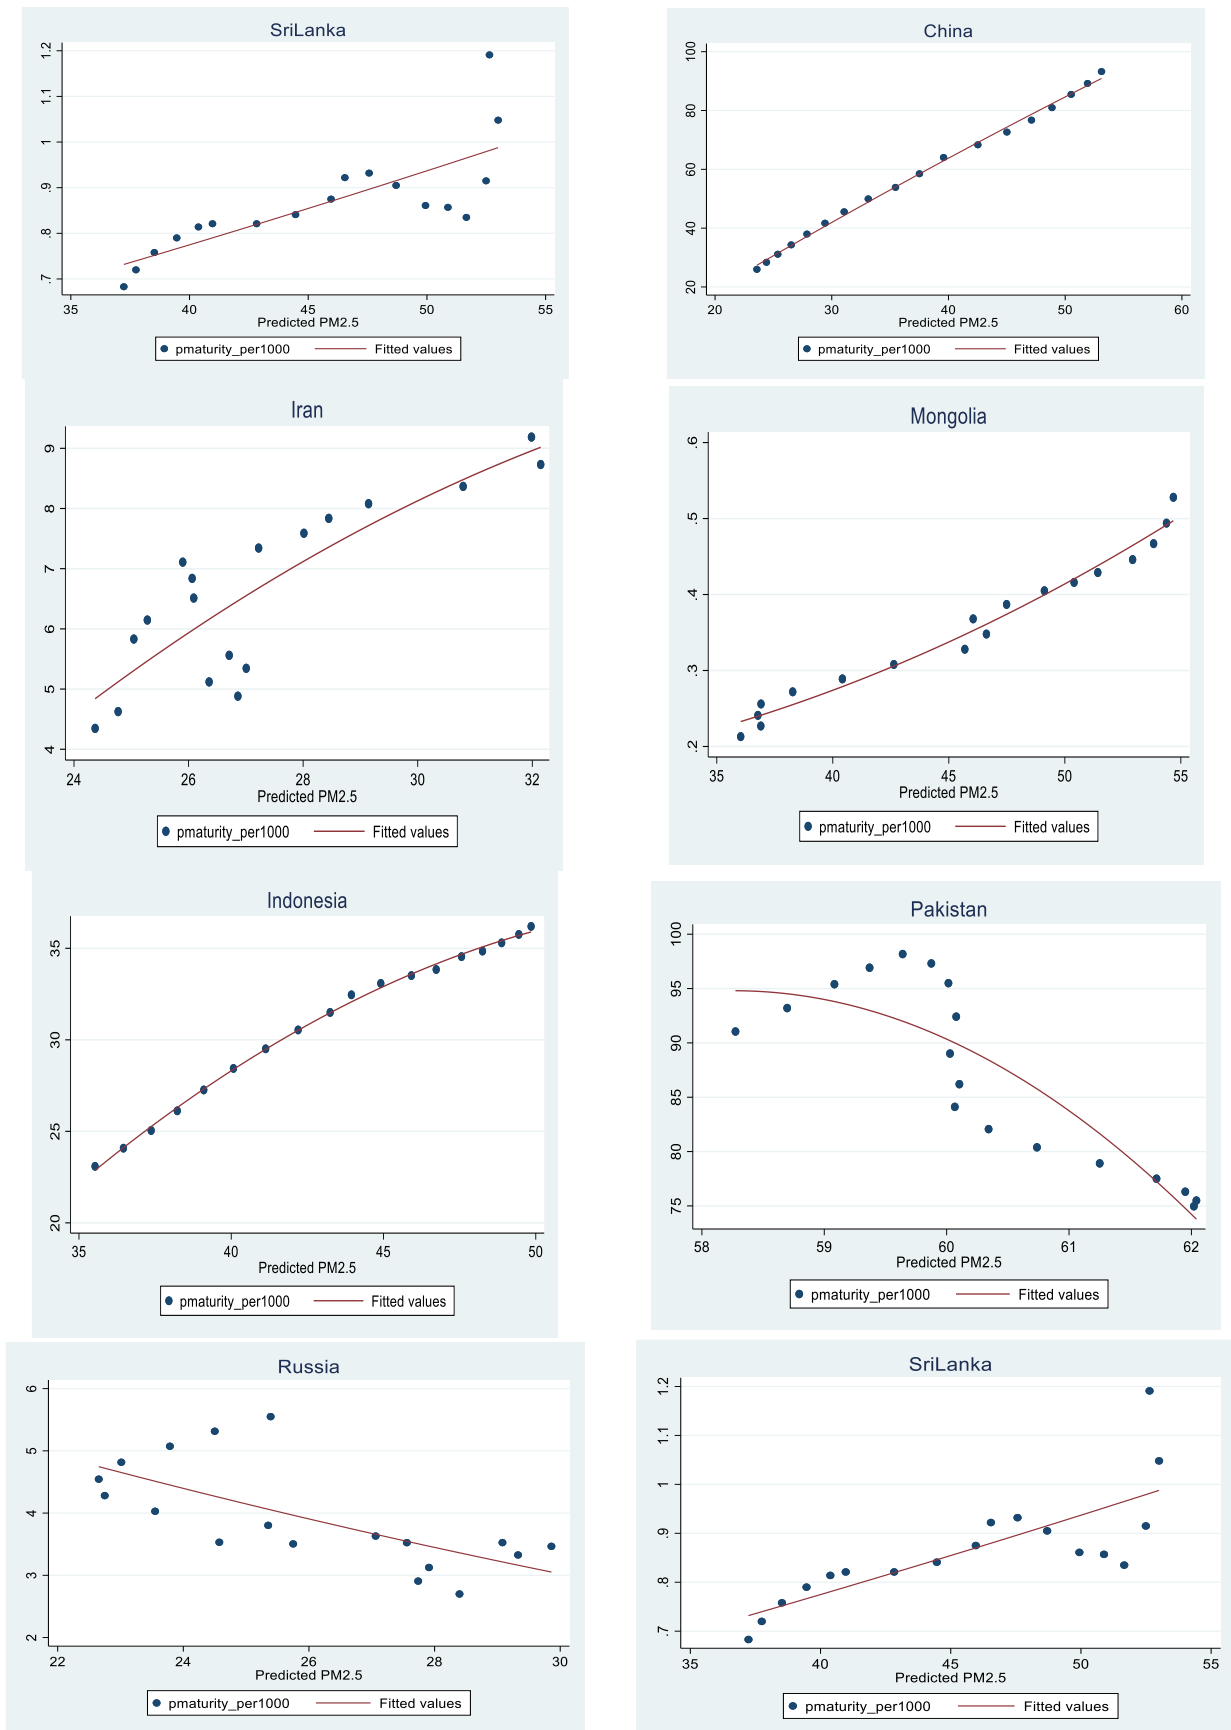 SriLanka
1.2
1.1
1
.9
.8
.7
35 40 45 50 55
Predicted PM2.5
pmaturity_per1000 Fitted values
China
100
80
60
40
20
20 30 40 50 60
Predicted PM2.5
pmaturity_per1000 Fitted values
Iran
9
8
7
6
5
4
24 26 28 30 32
Predicted PM2.5
pmaturity_per1000 Fitted values
Mongolia
.6
.5
.4
.3
.2
35 40 45 50 55
Predicted PM2.5
pmaturity_per1000 Fitted values
Indonesia
35
30
25
20
35 40 45 50
Predicted PM2.5
pmaturity_per1000 Fitted values
Pakistan
100
95
90
85
80
75
58 59 60 61 62
Predicted PM2.5
pmaturity_per1000 Fitted values
Russia
6
5
4
3
2
22 24 26 28 30
Predicted PM2.5
pmaturity_per1000 Fitted values
SriLanka
1.2
1.1
1
.9
.8
.7
35 40 45 50 55
Predicted PM2.5
pmaturity_per1000 Fitted values